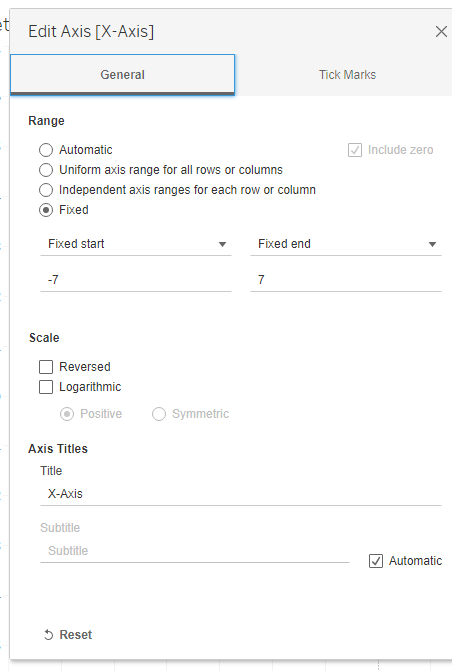 et
Edit Axis [X-Axis]
General
Tick Marks
Range
Automatic
Include zero
Uniform axis range for all rows or columns
Independent axis ranges for each row or column
Fixed
Fixed start
Fixed end
-7
7
Scale
Reversed
Logarithmic
Positive
Symmetric
Axis Titles
Title
X-Axis
Subtitle
Subtitle
Automatic
Reset